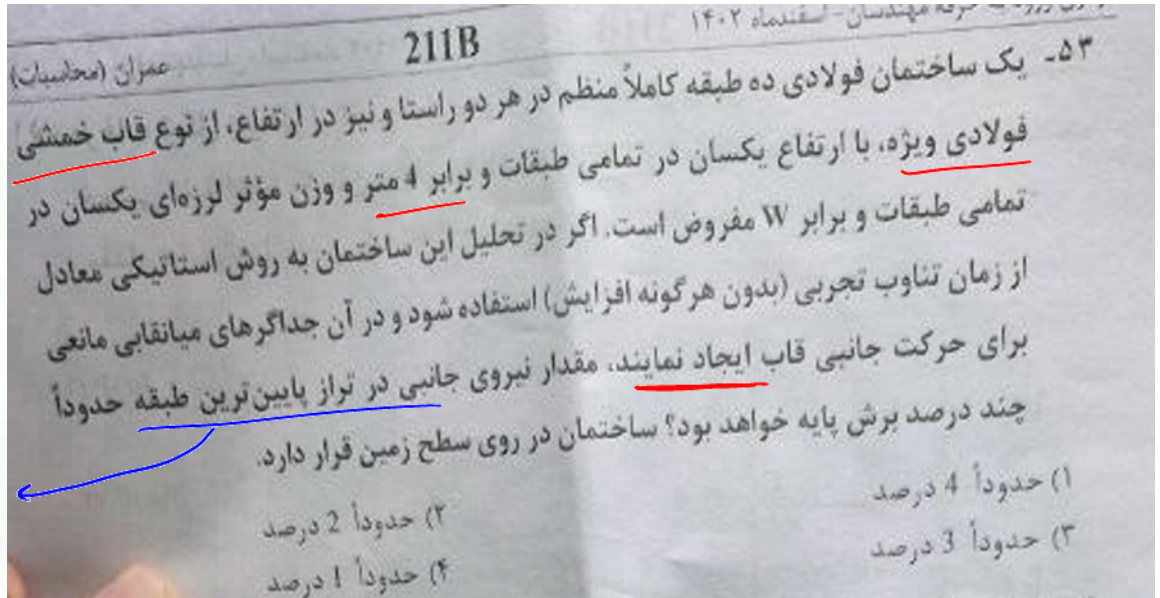 حرفه مهندسان - اسفندماه ۱۴۰۲
211B
عمران (محاسبات)
۵۳- یک ساختمان فولادی ده طبقه کاملاً منظم در هر دو راستا و نیز در ارتفاع، از نوع قاب خمشی
فولادی ویژه، با ارتفاع یکسان در تمامی طبقات و برابر 4 متر و وزن مؤثر لرزه‌ای یکسان در
تمامی طبقات و برابر W مفروض است. اگر در تحلیل این ساختمان به روش استاتیکی معادل
از زمان تناوب تجربی (بدون هرگونه افزایش) استفاده شود و در آن جداگرهای میانقابی مانعی
برای حرکت جانبی قاب ایجاد نمایند، مقدار نیروی جانبی در تراز پایین‌ترین طبقه حدوداً
چند درصد برش پایه خواهد بود؟ ساختمان در روی سطح زمین قرار دارد.
۱) حدوداً 4 درصد
۲) حدوداً 2 درصد
۳) حدوداً 3 درصد
۴) حدوداً 1 درصد